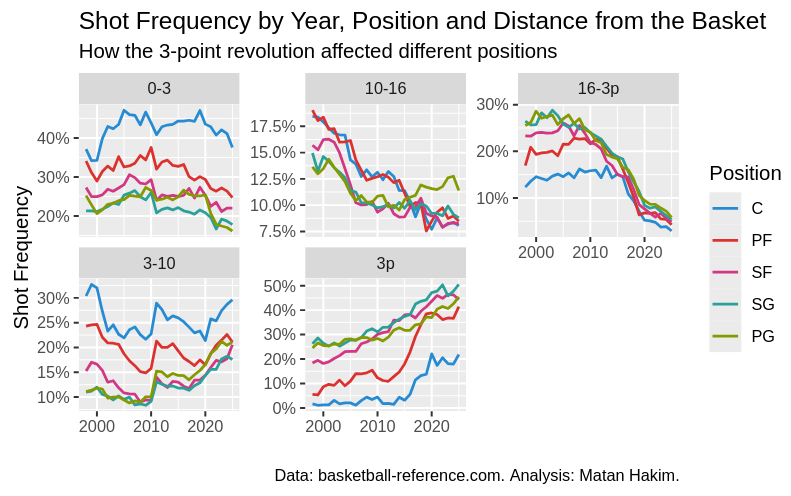 Shot Frequency by Year, Position and Distance from the Basket
How the 3-point revolution affected different positions
0-3
10-16
16-3p
40%
30%
20%
17.5%
15.0%
12.5%
10.0%
7.5%
30%
20%
10%
2000
2010
2020
3-10
3p
30%
25%
20%
15%
10%
50%
40%
30%
20%
10%
0%
2000
2010
2020
2000
2010
2020
Shot Frequency
Position
C
PF
SF
SG
PG
Data: basketball-reference.com. Analysis: Matan Hakim.